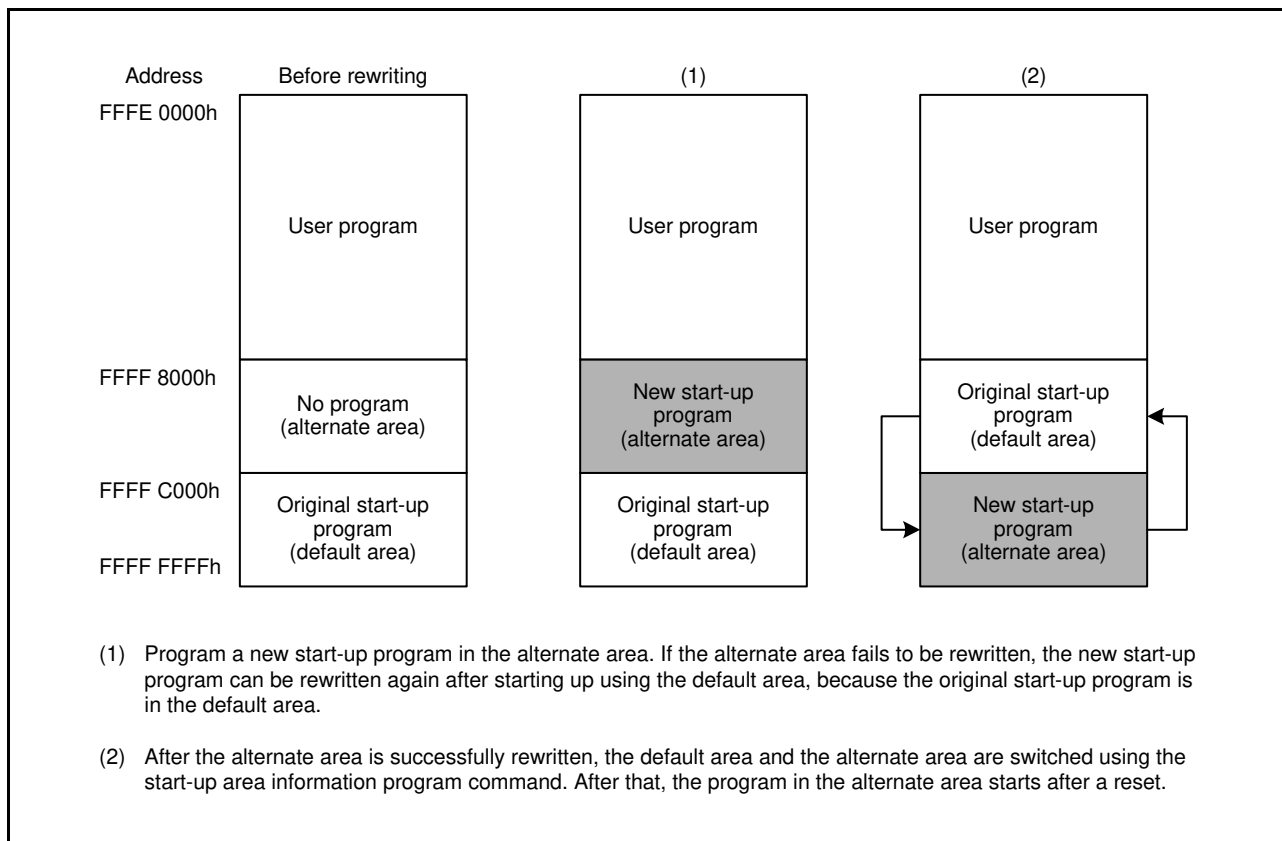 Address
Before rewriting
(1)
(2)
FFFE 0000h
User program
User program
User program
FFFF 8000h
No program
(alternate area)
New start-up
program
(alternate area)
Original start-up
program
(default area)
FFFF C000h
Original start-up
program
(default area)
Original start-up
program
(default area)
New start-up
program
(alternate area)
FFFF FFFFh
(1) Program a new start-up program in the alternate area. If the alternate area fails to be rewritten, the new start-up
program can be rewritten again after starting up using the default area, because the original start-up program is
in the default area.
(2) After the alternate area is successfully rewritten, the default area and the alternate area are switched using the
start-up area information program command. After that, the program in the alternate area starts after a reset.